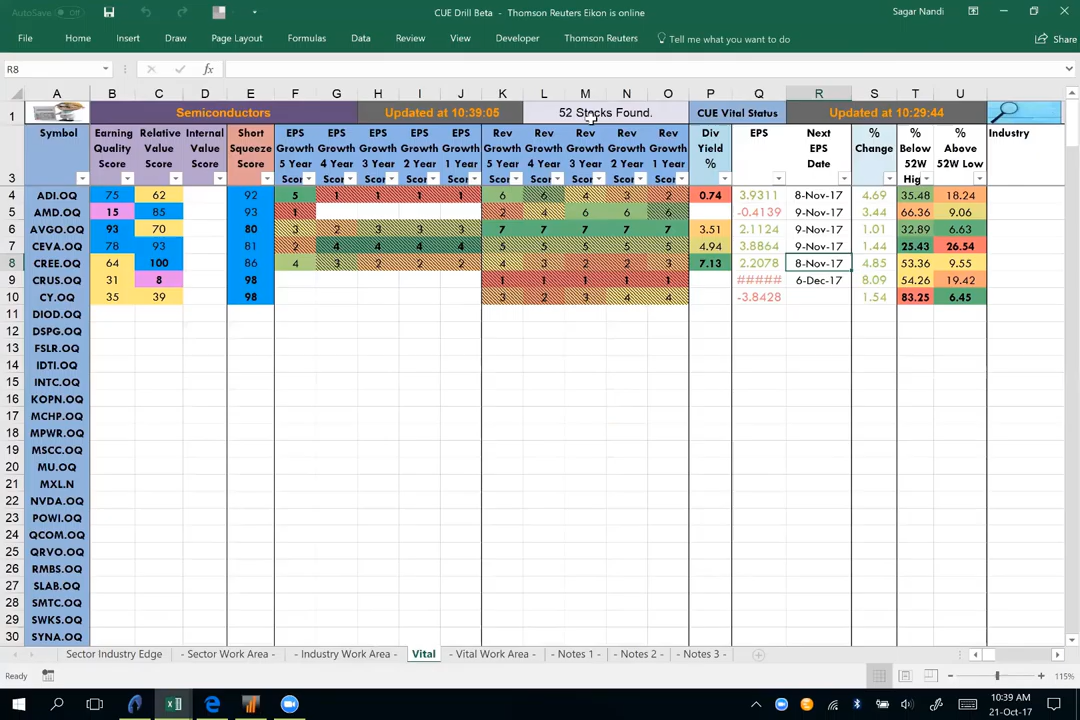 AutoSave Off
CUE Drill Beta - Thomson Reuters Eikon is online
Sagar Nandi
File Home Insert Draw Page Layout Formulas Data Review View Developer Thomson Reuters Tell me what you want to do Share
R8 fx
A B C D E F G H I J K L M N O P Q R S T U
1 Semiconductors Updated at 10:39:05 52 Stocks Found. CUE Vital Status Updated at 10:29:44
Symbol Earning Relative Internal Short EPS EPS EPS EPS EPS Rev Rev Rev Rev Rev Div EPS Next % % % Industry
Quality Value Value Squeeze Growth Growth Growth Growth Growth Growth Growth Growth Growth Growth Yield EPS Change Below Above
Score Score Score Score 5 Year 4 Year 3 Year 2 Year 1 Year 5 Year 4 Year 3 Year 2 Year 1 Year % Date 52W 52W Low
3 Scor Scor Scor Scor Scor Scor Scor Scor Scor Scor Hig
4 ADI.OQ 75 62 92 5 1 1 1 1 6 6 4 3 2 0.74 3.9311 8-Nov-17 4.69 35.48 18.24
5 AMD.OQ 15 85 93 1 2 4 6 6 6 -0.4139 9-Nov-17 3.44 66.36 9.06
6 AVGO.OQ 93 70 80 3 2 3 3 3 7 7 7 7 7 3.51 2.1124 9-Nov-17 1.01 32.89 6.63
7 CEVA.OQ 78 93 81 2 4 4 4 4 5 5 5 5 5 4.94 3.8864 9-Nov-17 1.44 25.43 26.54
8 CREE.OQ 64 100 86 4 3 2 2 2 4 3 2 2 3 7.13 2.2078 8-Nov-17 4.85 53.36 9.55
9 CRUS.OQ 31 8 98 1 1 1 1 1 ##### 6-Dec-17 8.09 54.26 19.42
10 CY.OQ 35 39 98 3 2 3 4 4 -3.8428 1.54 83.25 6.45
11 DIOD.OQ
12 DSPG.OQ
13 FSLR.OQ
14 IDTI.OQ
15 INTC.OQ
16 KOPN.OQ
17 MCHP.OQ
18 MPWR.OQ
19 MSCC.OQ
20 MU.OQ
21 MXL.N
22 NVDA.OQ
23 POWI.OQ
24 QCOM.OQ
25 QRVO.OQ
26 RMBS.OQ
27 SLAB.OQ
28 SMTC.OQ
29 SWKS.OQ
30 SYNA.OQ
Sector Industry Edge - Sector Work Area - - Industry Work Area - Vital - Vital Work Area - - Notes 1 - - Notes 2 - - Notes 3 -
Ready 115%
10:39 AM
21-Oct-17